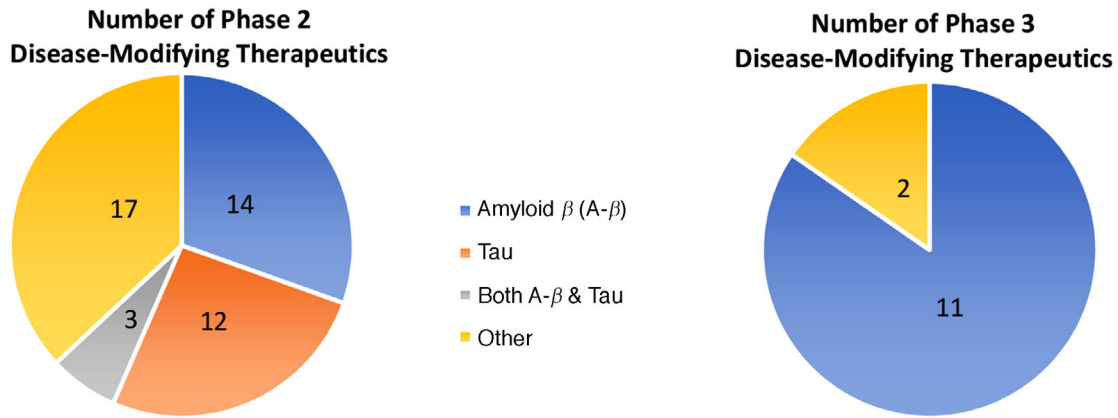 Number of Phase 2
Disease-Modifying Therapeutics
17
14
3
12
Amyloid β (A-β)
Tau
Both A-β & Tau
Other
Number of Phase 3
Disease-Modifying Therapeutics
2
11